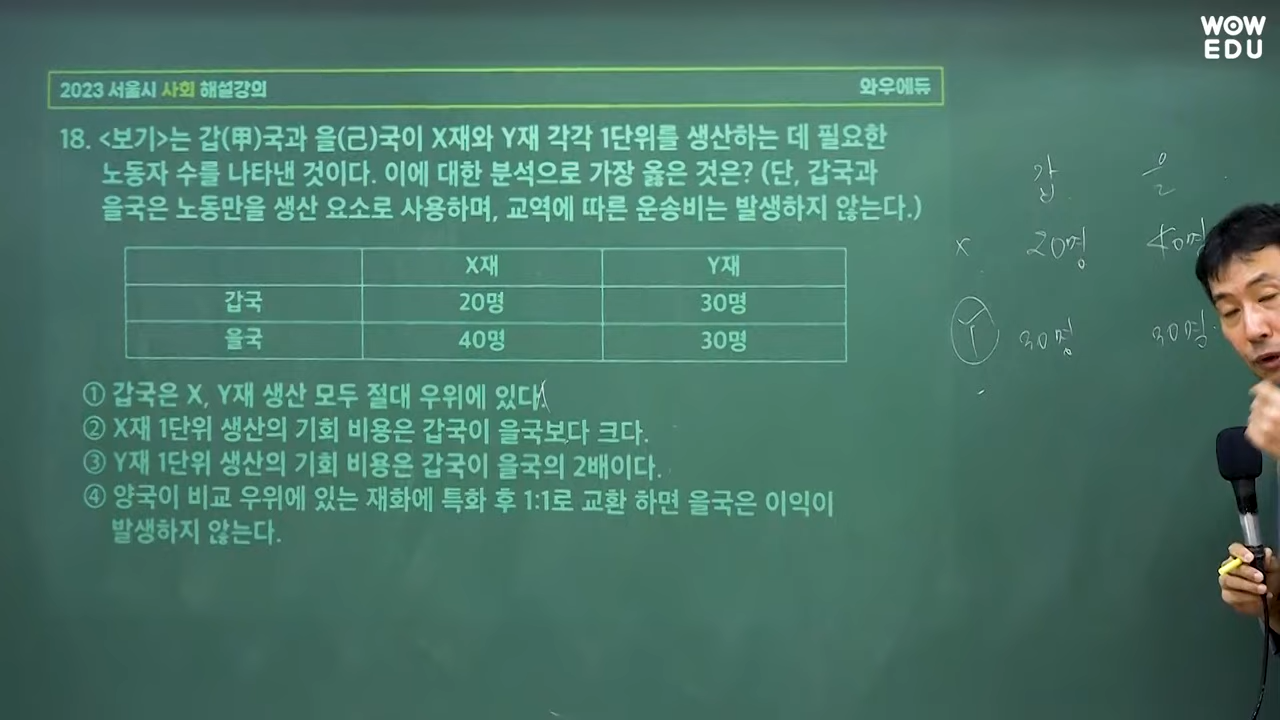 WOW
EDU
2023 서울시 사회 해설강의
와우에듀
18. <보기>는 갑(甲)국과 을(己)국이 X재와 Y재 각각 1단위를 생산하는 데 필요한
노동자 수를 나타낸 것이다. 이에 대한 분석으로 가장 옳은 것은? (단, 갑국과
을국은 노동만을 생산 요소로 사용하며, 교역에 따른 운송비는 발생하지 않는다.)
X재 Y재
갑국 20명 30명
을국 40명 30명
① 갑국은 X, Y재 생산 모두 절대 우위에 있다.
② X재 1단위 생산의 기회 비용은 갑국이 을국보다 크다.
③ Y재 1단위 생산의 기회 비용은 갑국이 을국의 2배이다.
④ 양국이 비교 우위에 있는 재화에 특화 후 1:1로 교환 하면 을국은 이익이
발생하지 않는다.
갑 을
X 20명 40명
Y 30명 30명